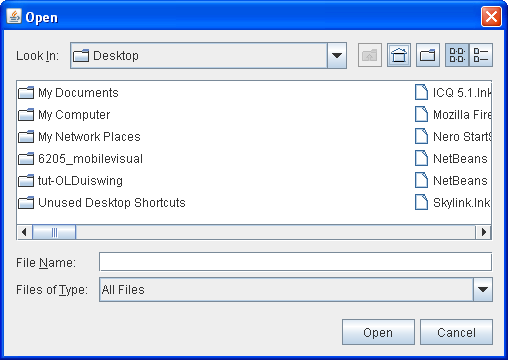 Open
Look In: Desktop
My Documents
My Computer
My Network Places
6205_mobilevisual
tut-OLDuiswing
Unused Desktop Shortcuts
ICQ 5.1.lnk
Mozilla Fire
Nero StartS
NetBeans
NetBeans
Skylink.lnk
File Name:
Files of Type: All Files
Open Cancel